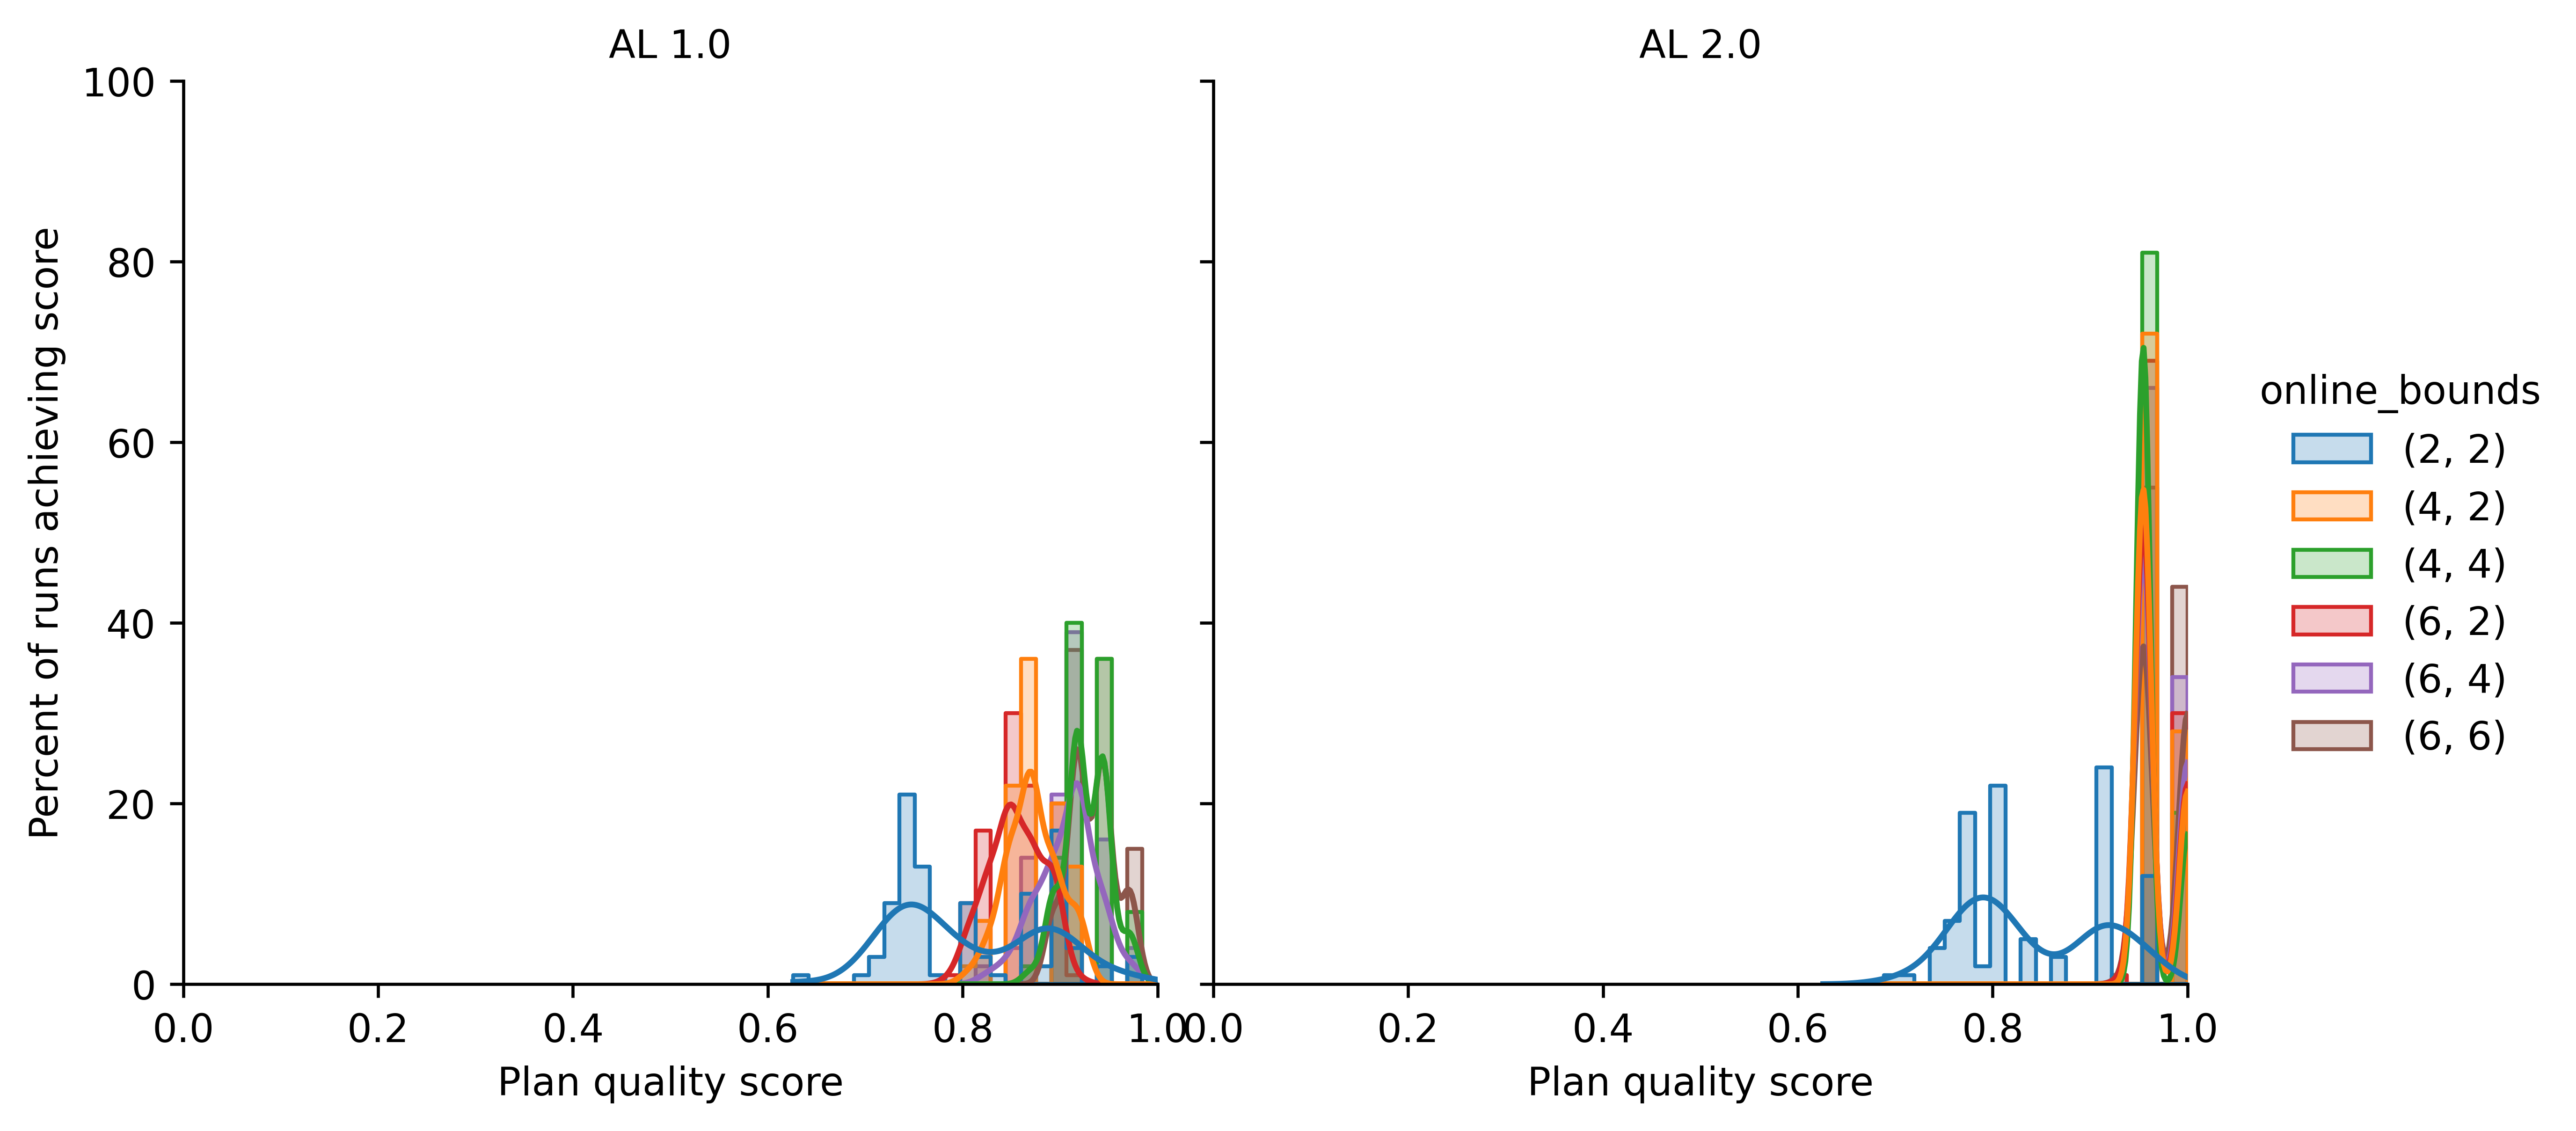 AL 1.0
AL 2.0
Percent of runs achieving score
100
80
60
40
20
0
0.0 0.2 0.4 0.6 0.8 1.0
0.0 0.2 0.4 0.6 0.8 1.0
Plan quality score
Plan quality score
online_bounds
(2, 2)
(4, 2)
(4, 4)
(6, 2)
(6, 4)
(6, 6)